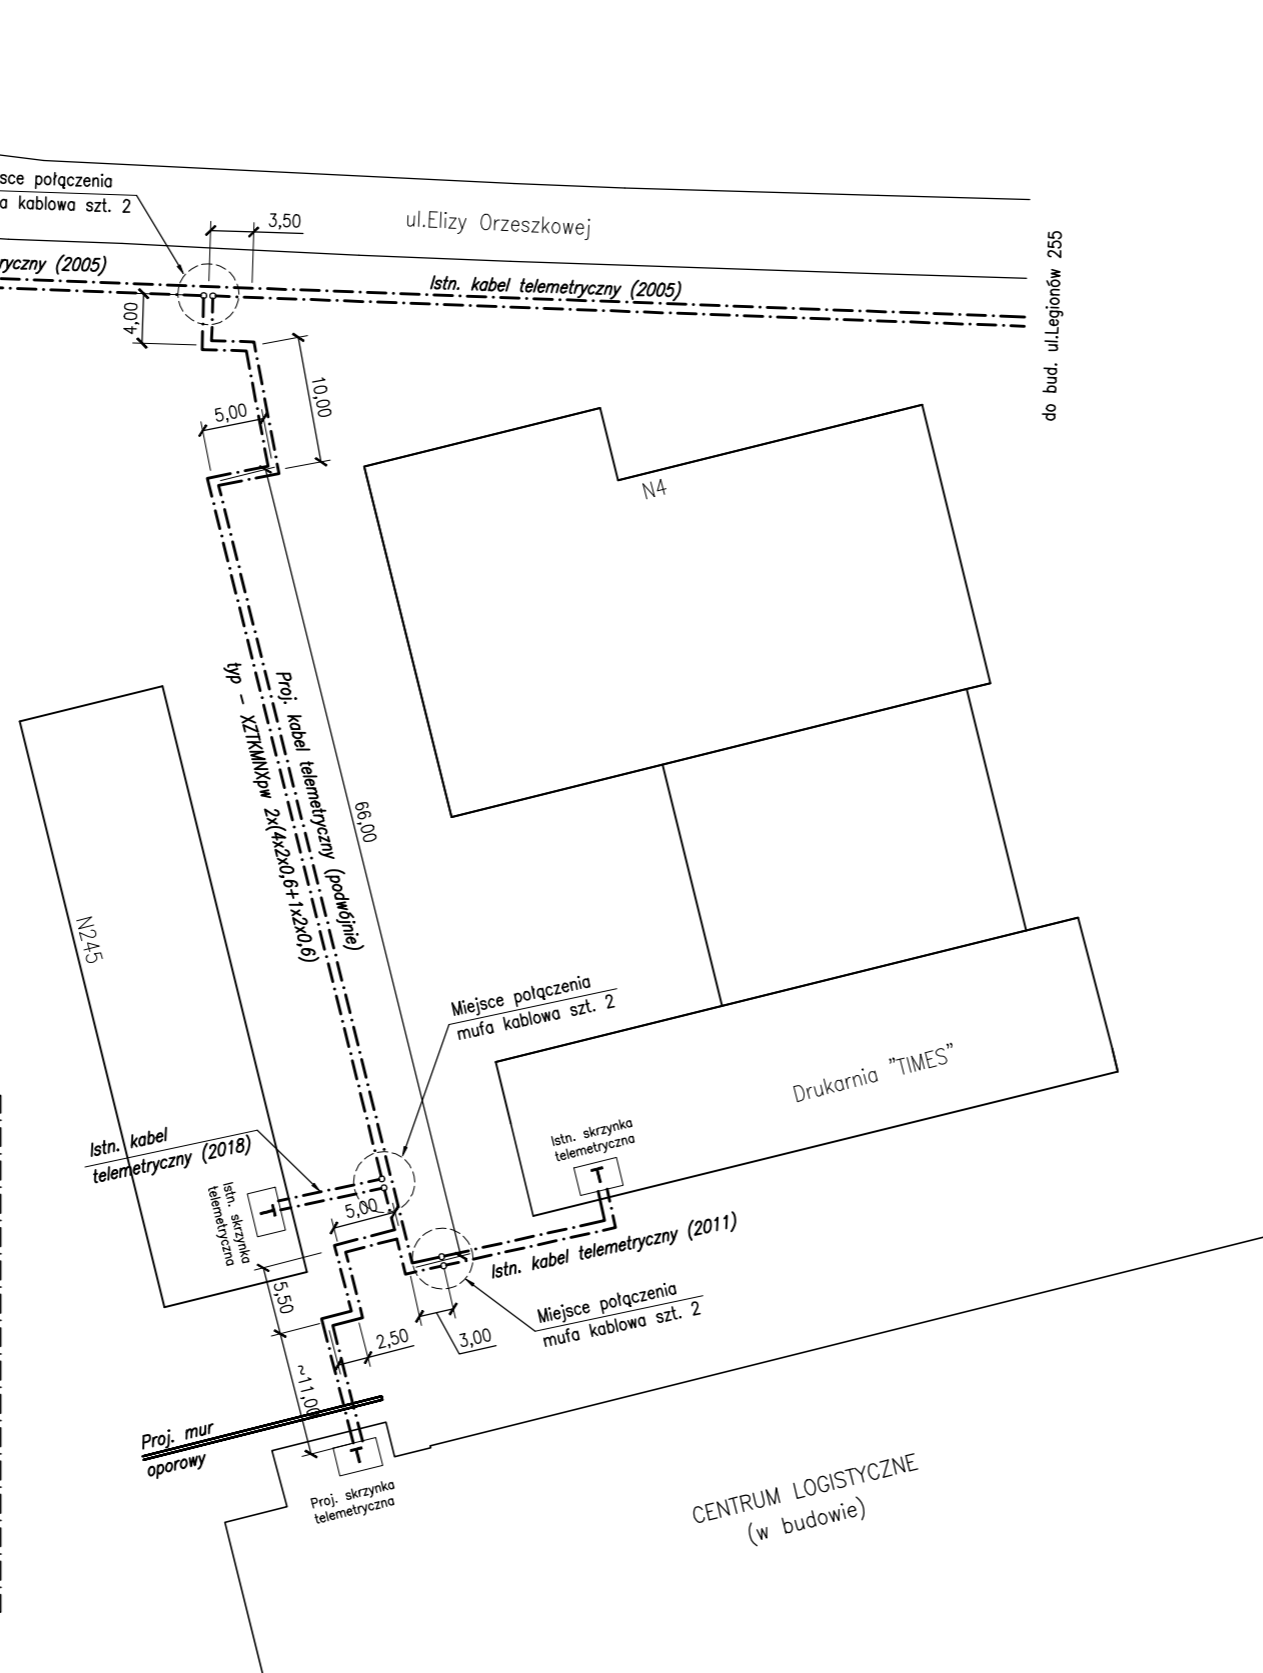 sce połączenia
a kablowa szt. 2
3,50
ul.Elizy Orzeszkowej
do bud. ul.Legionów 255
ryczny (2005)
Istn. kabel telemetryczny (2005)
4,00
10,00
5,00
N4
Proj. kabel telemetryczny (podwójnie)
typ - XZTKMNXpw 2x(4x2x0,6+1x2x0,6)
66,00
N245
Miejsce połączenia
mufa kablowa szt. 2
Drukarnia "TIMES"
Istn. kabel
telemetryczny (2018)
Istn. skrzynka
telemetryczna
Istn. skrzynka
telemetryczna
5,00
Istn. kabel telemetryczny (2011)
5,50
Miejsce połączenia
mufa kablowa szt. 2
2,50
3,00
~11,00
Proj. mur
oporowy
Proj. skrzynka
telemetryczna
CENTRUM LOGISTYCZNE
(w budowie)